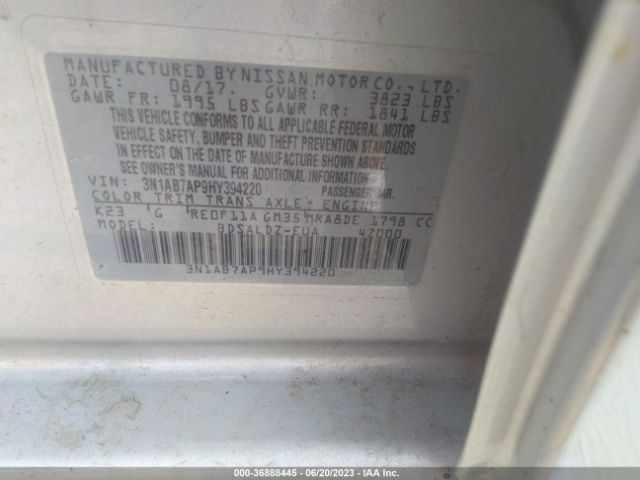 MANUFACTURED BY NISSAN MOTOR CO., LTD.
DATE: 08/17. GVWR: 3823 LBS
GAWR FR: 1995 LBS GAWR RR: 1841 LBS
THIS VEHICLE CONFORMS TO ALL APPLICABLE FEDERAL MOTOR
VEHICLE SAFETY, BUMPER AND THEFT PREVENTION STANDARDS
IN EFFECT ON THE DATE OF MANUFACTURE SHOWN ABOVE.
SEE OWNER'S MANUAL FOR ADDITIONAL INFORMATION
VIN: 3N1AB7AP9HY394220 PASSENGER CAR.
COLOR TRIM TRANS AXLE: ENGINE
K23 G RE0F11A GM35 MRA8DE 1798 CC
MODEL: BDSALDZ-EUA 47000
3N1AB7AP9HY394220
000-36888445 06/20/2023 IAA Inc.